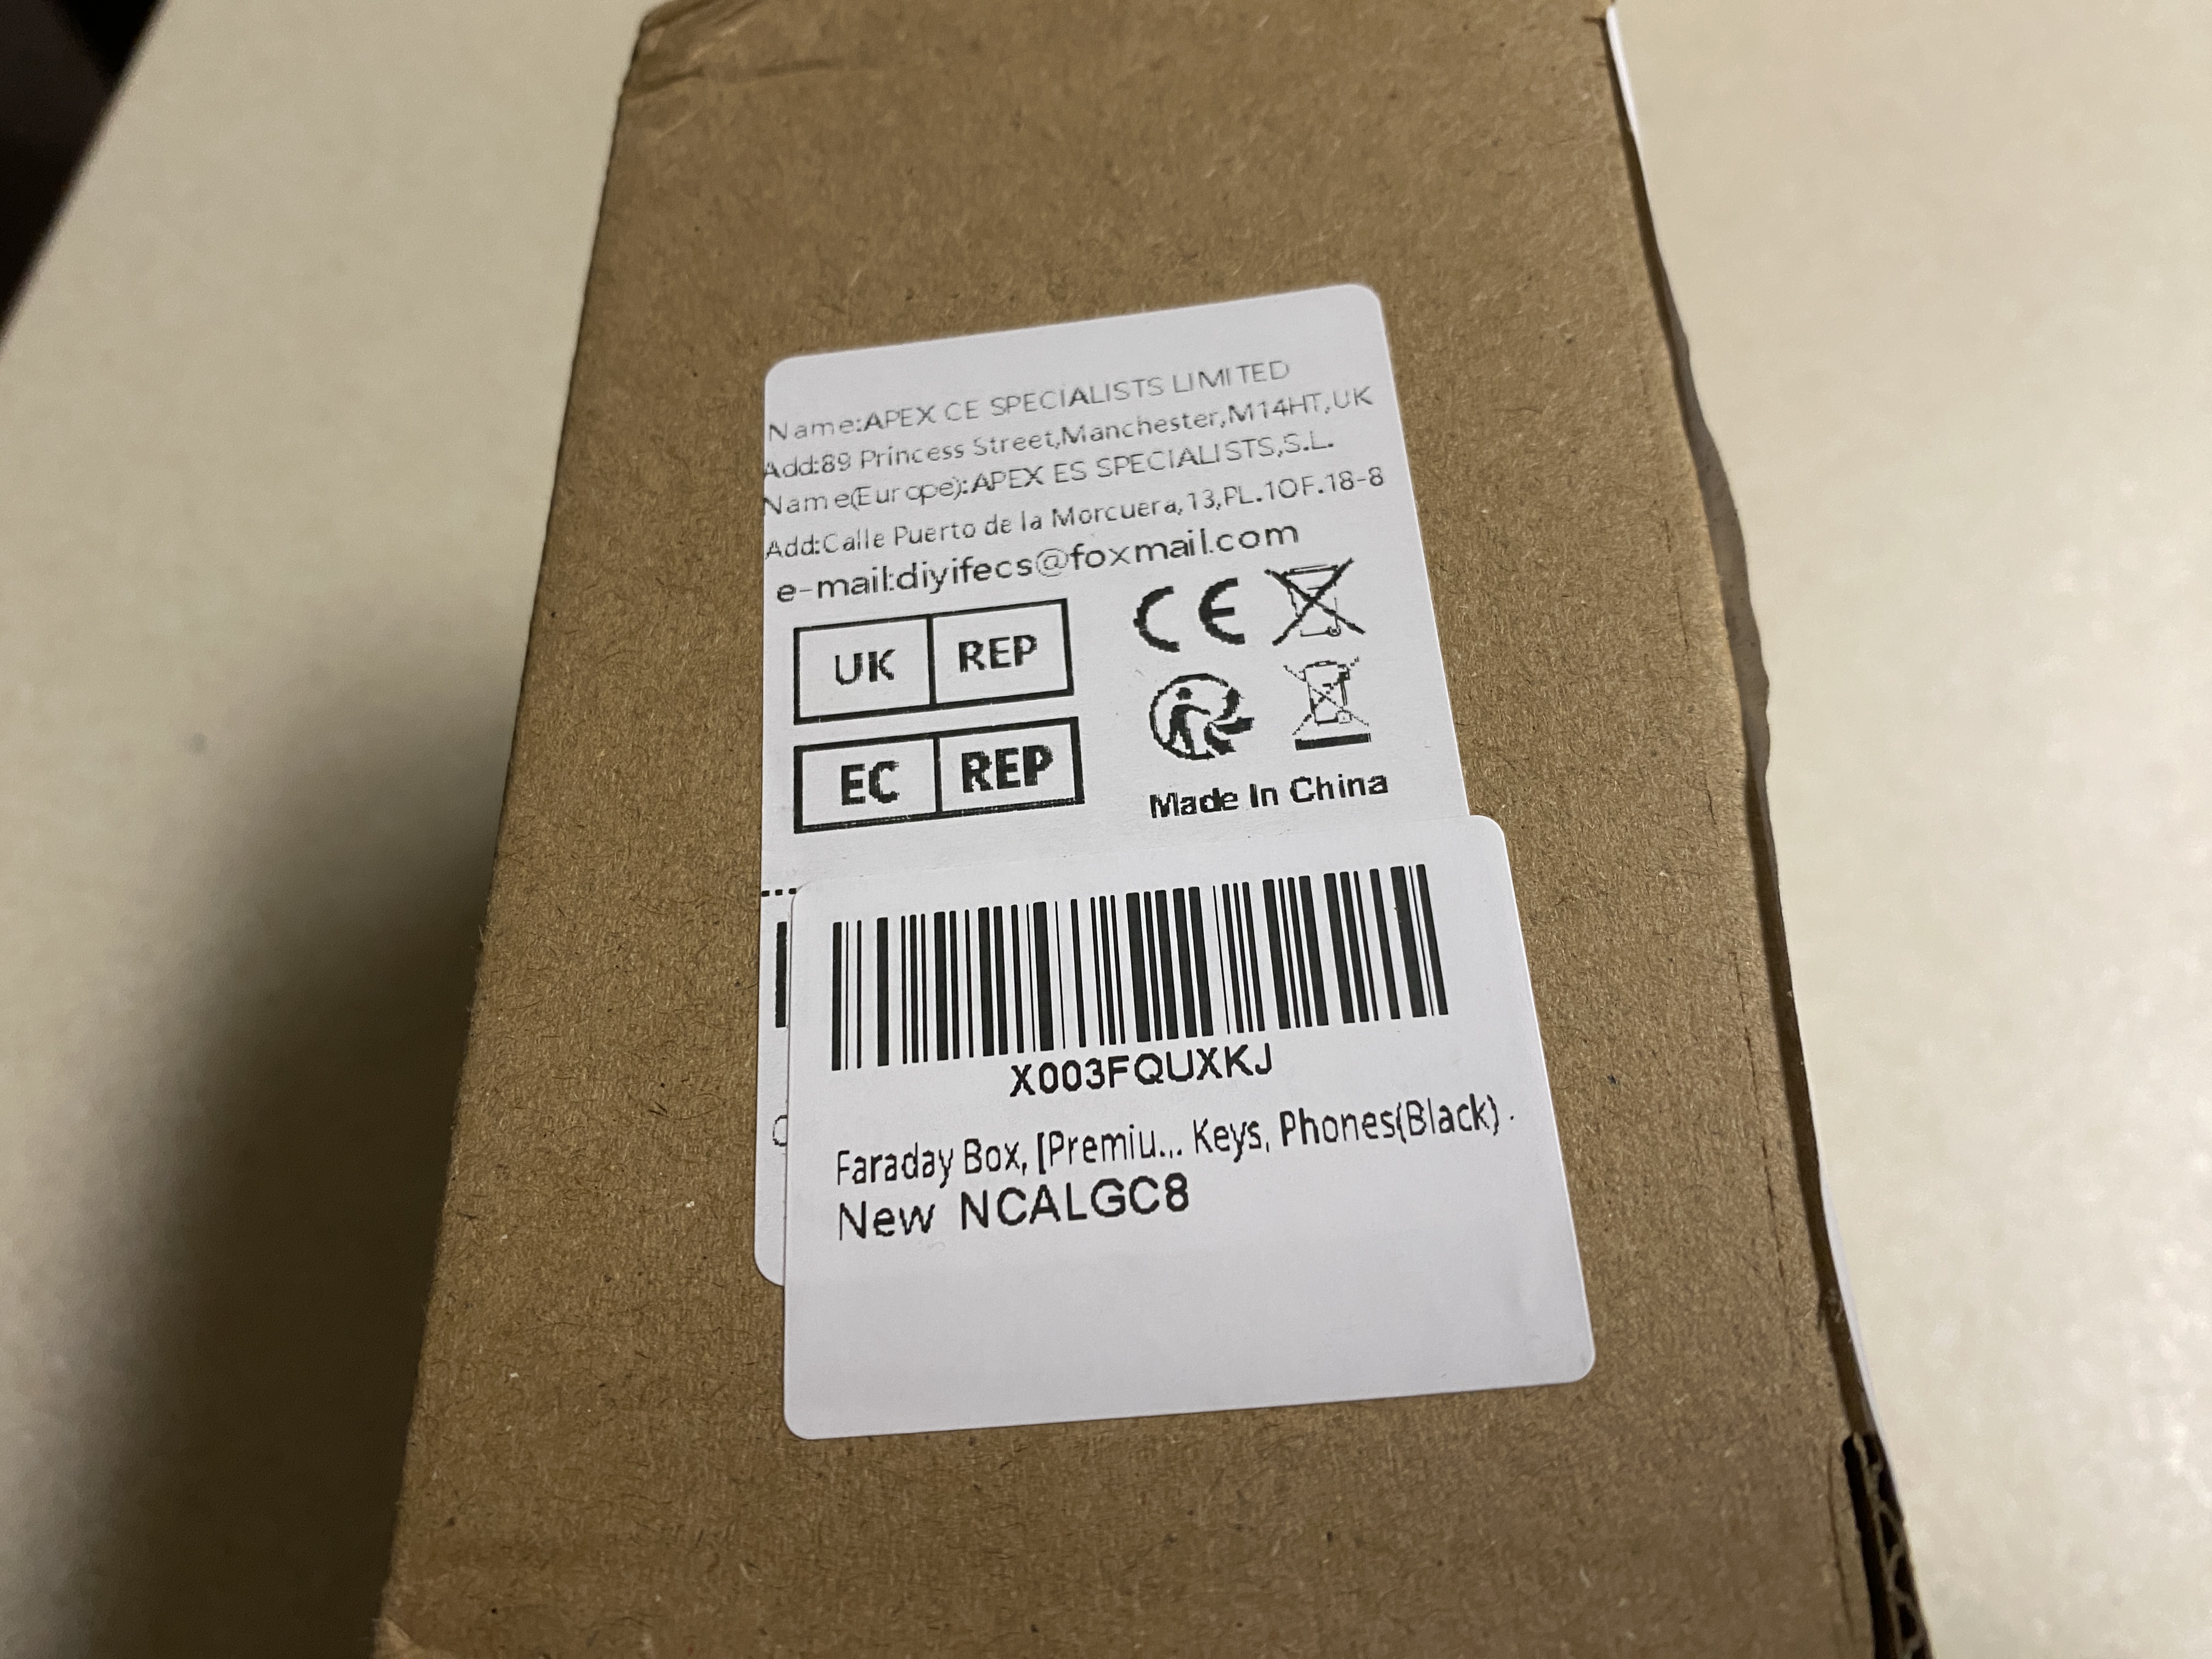 Name:APEX CE SPECIALISTS LIMITED
Add:89 Princess Street,Manchester,M14HT,UK
Name(Europe):APEX ES SPECIALISTS,S.L.
Add:Calle Puerto de la Morcuera,13,PL.1OF.18-8
e-mail:diyifecs@foxmail.com
UK REP
CE
EC REP
Made In China
X003FQUXKJ
Faraday Box, [Premiu... Keys, Phones(Black) .
New NCALGC8